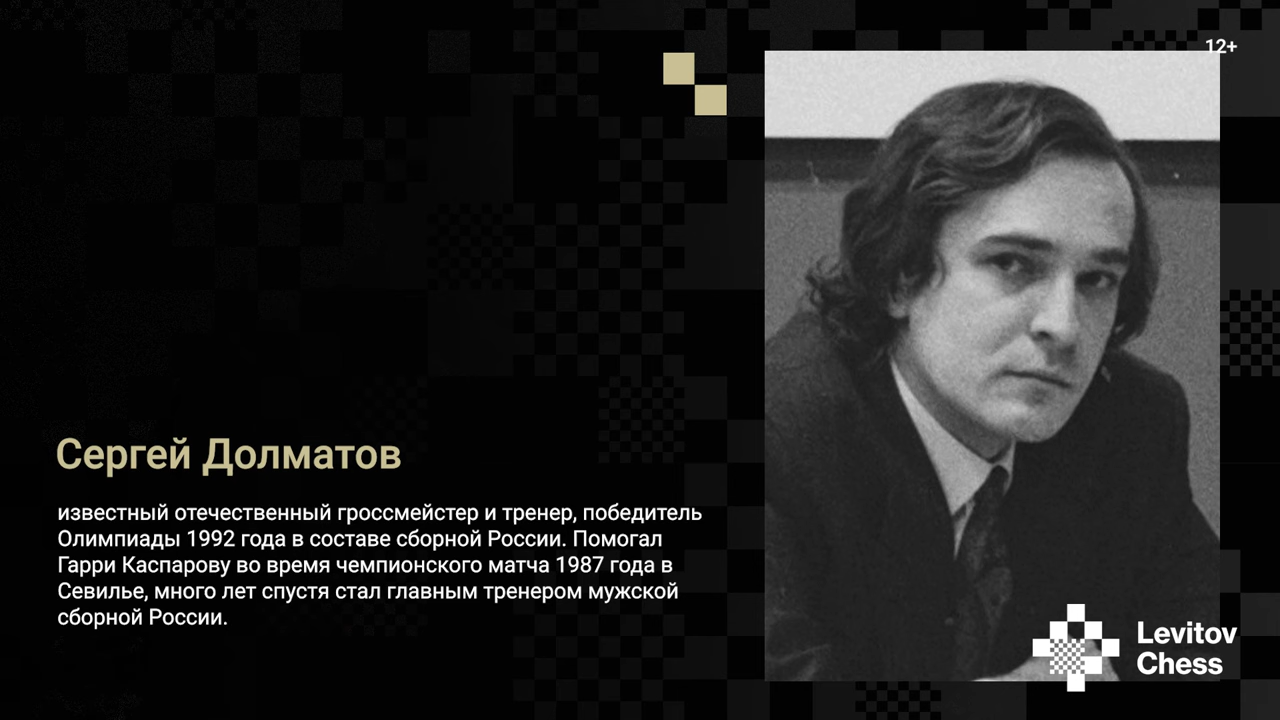 12+
Сергей Долматов
известный отечественный гроссмейстер и тренер, победитель
Олимпиады 1992 года в составе сборной России. Помогал
Гарри Каспарову во время чемпионского матча 1987 года в
Севилье, много лет спустя стал главным тренером мужской
сборной России.
Levitov
Chess